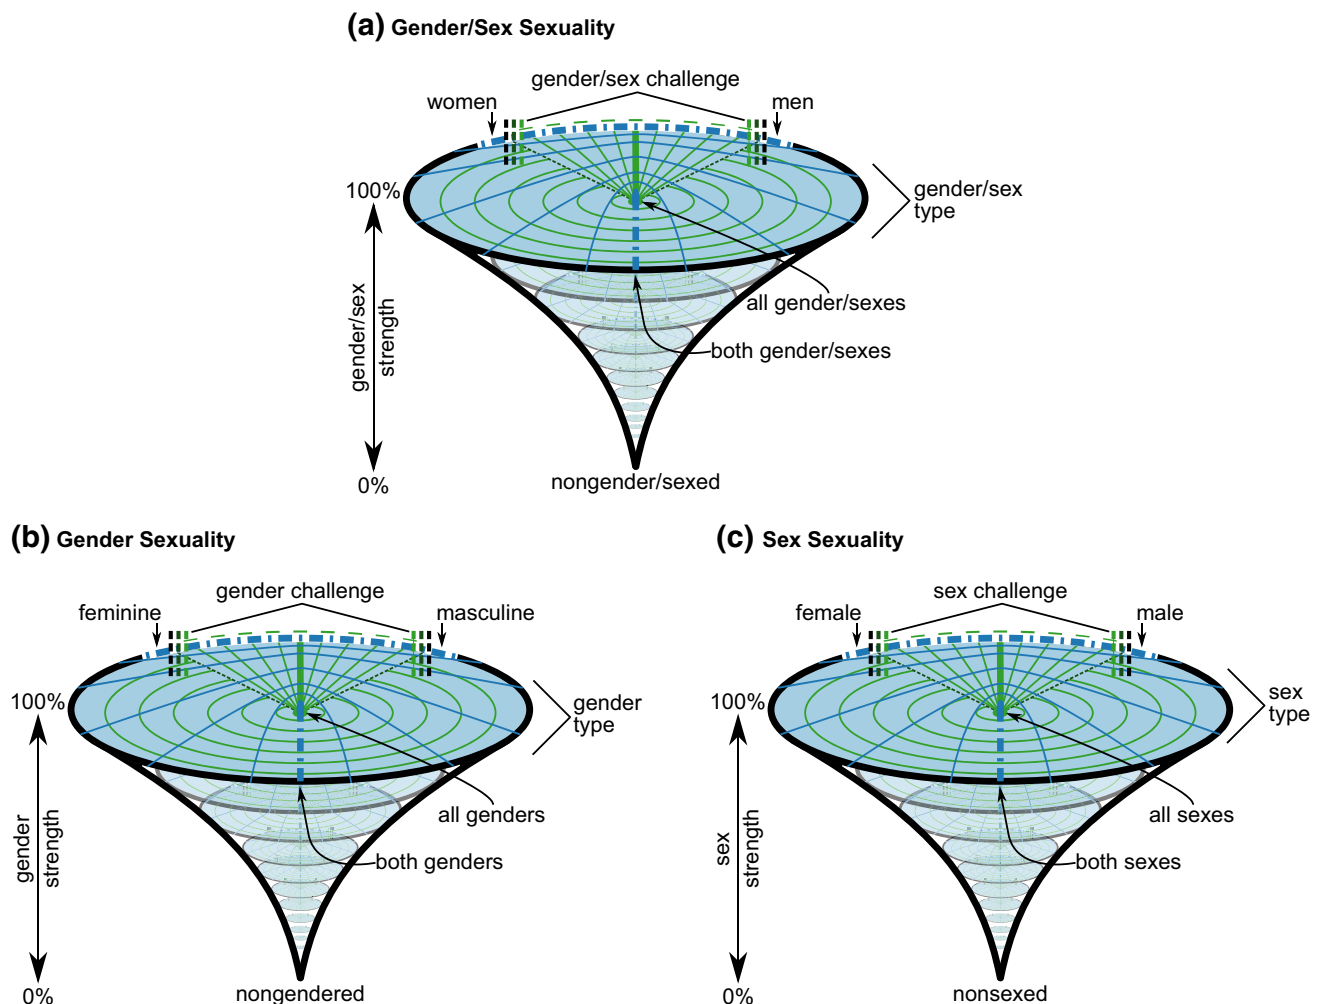 (a) Gender/Sex Sexuality
gender/sex challenge
women
men
100%
gender/sex
type
gender/sex
strength
all gender/sexes
both gender/sexes
0%
nongender/sexed
(b) Gender Sexuality
gender challenge
feminine
masculine
100%
gender
type
gender
strength
all genders
both genders
0%
nongendered
(c) Sex Sexuality
sex challenge
female
male
100%
sex
type
sex
strength
all sexes
both sexes
0%
nonsexed